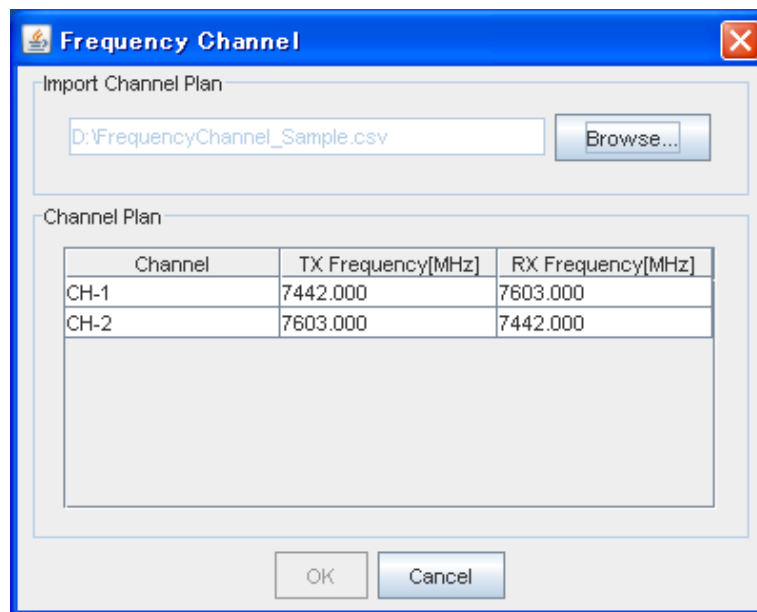 Frequency Channel
Import Channel Plan
D:\FrequencyChannel_Sample.csv Browse...
Channel Plan
Channel TX Frequency[MHz] RX Frequency[MHz]
CH-1 7442.000 7603.000
CH-2 7603.000 7442.000
OK Cancel